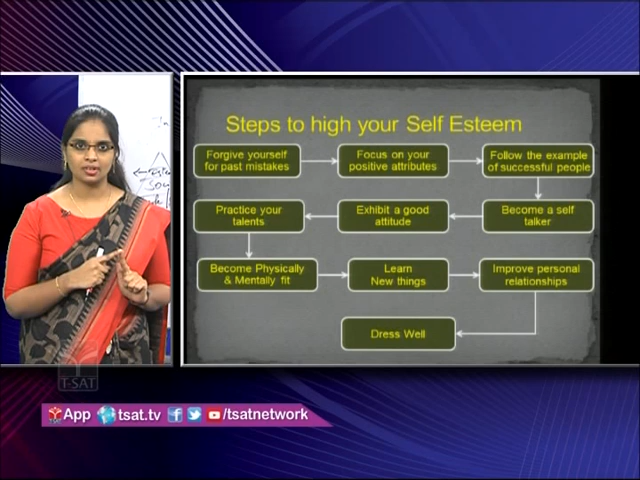 Steps to high your Self Esteem
Forgive yourself
for past mistakes
Focus on your
positive attributes
Follow the example
of successful people
Become a self
talker
Exhibit a good
attitude
Practice your
talents
Become Physically
& Mentally fit
Learn
New things
Improve personal
relationships
Dress Well
T-SAT
App tsat.tv /tsatnetwork